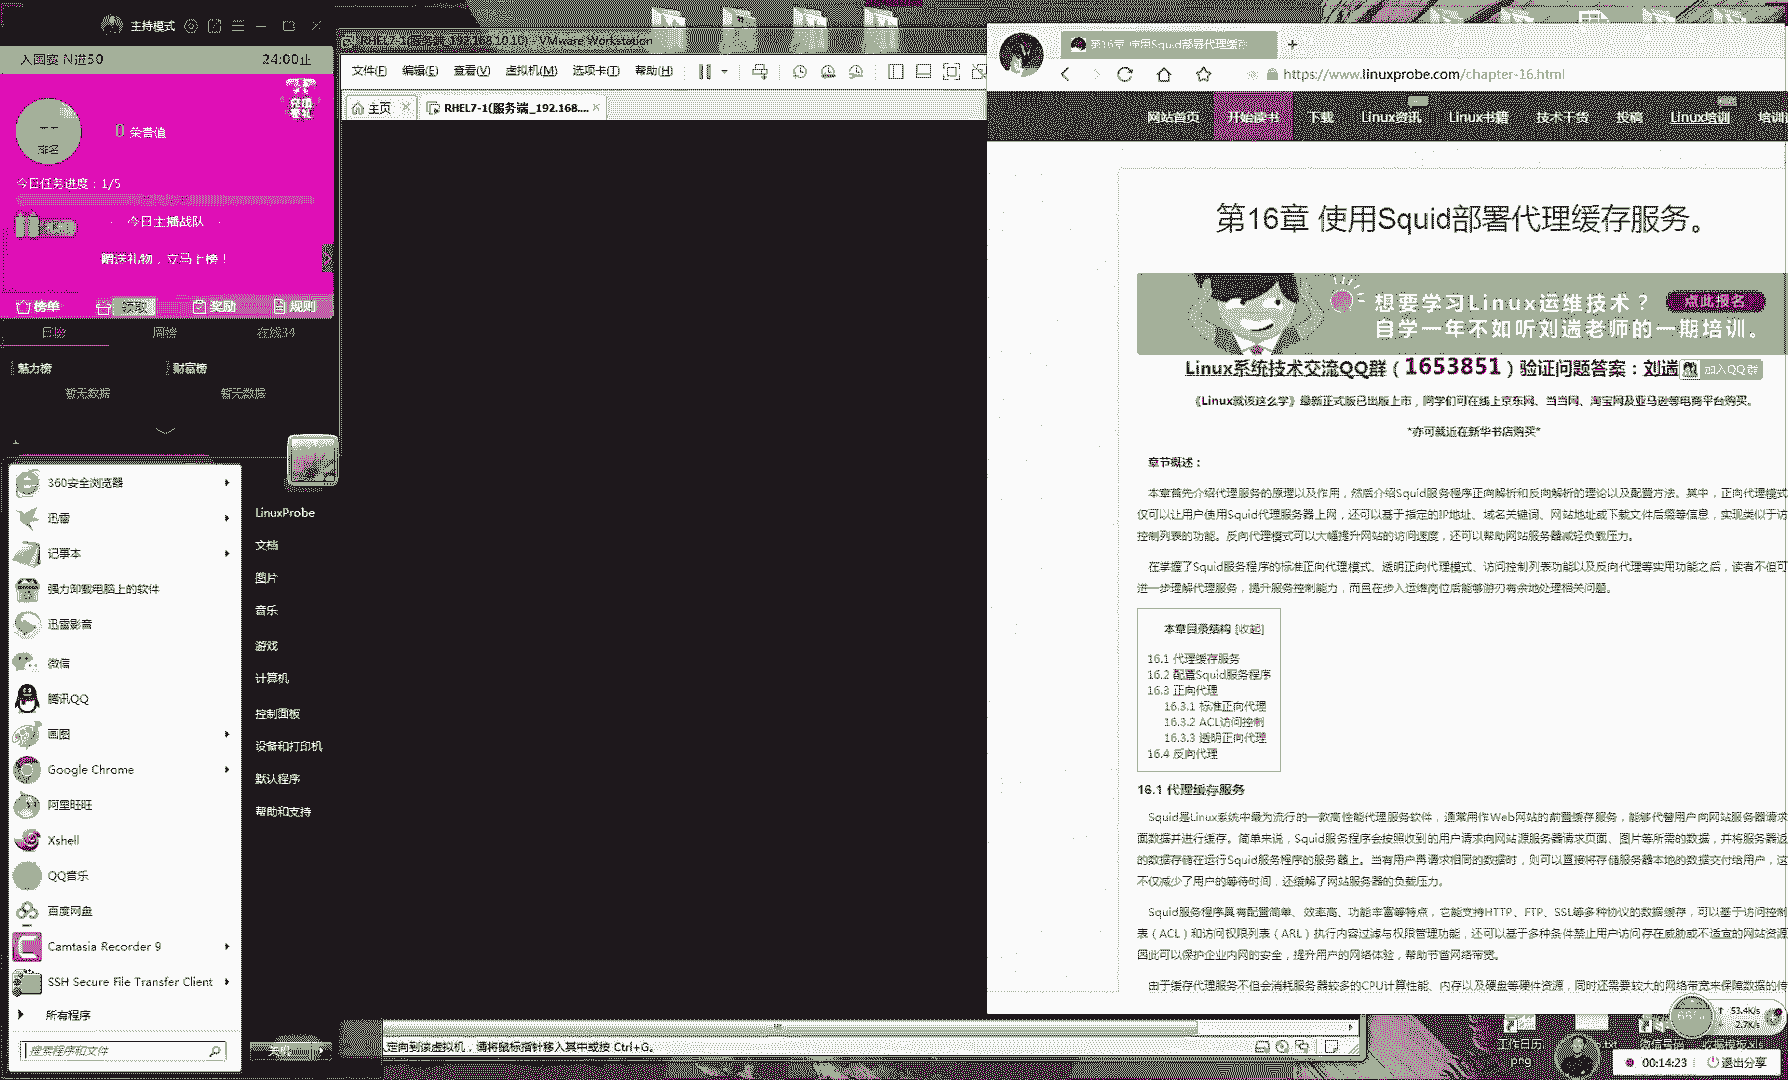 主持模式
入围赛 N进50
24:00止
0 荣誉值
排名
今日任务进度：1/5
今日主播战队
赠送礼物，立马上榜！
榜单
领取
奖励
规则
日榜
周榜
在线34
魅力榜
财富榜
暂无数据
暂无数据
360安全浏览器
迅雷
记事本
强力卸载电脑上的软件
迅雷影音
微信
腾讯QQ
画图
Google Chrome
阿里旺旺
Xshell
QQ音乐
百度网盘
Camtasia Recorder 9
SSH Secure File Transfer Client
所有程序
搜索程序和文件
LinuxProbe
文档
图片
音乐
游戏
计算机
控制面板
设备和打印机
默认程序
帮助和支持
关机
RHEL7-1(服务端_192.168.10.10) - VMware Workstation
文件(F) 编辑(E) 查看(V) 虚拟机(M) 选项卡(T) 帮助(H)
主页
RHEL7-1(服务端_192.168....
定向到该虚拟机，请将鼠标指针移入其中或按 Ctrl+G。
第16章 使用Squid部署代理缓存
https://www.linuxprobe.com/chapter-16.html
网站首页 开始读书 下载 Linux资讯 Linux书籍 技术干货 投稿 Linux培训 培训
第16章 使用Squid部署代理缓存服务。
想要学习Linux运维技术？ 点此报名
自学一年不如听刘遄老师的一期培训。
Linux系统技术交流QQ群（1653851）验证问题答案：刘遄 加入QQ群
《Linux就该这么学》最新正式版已出版上市，同学们可在线上京东网、当当网、淘宝网及亚马逊等电商平台购买。
*亦可就近在新华书店购买*
章节概述：
本章首先介绍代理服务的原理以及作用，然后介绍Squid服务程序正向解析和反向解析的理论以及配置方法。其中，正向代理模式
仅可以让用户使用Squid代理服务器上网，还可以基于指定的IP地址、域名关键词、网站地址或下载文件后缀等信息，实现类似于访
控制列表的功能。反向代理模式可以大幅提升网站的访问速度，还可以帮助网站服务器减轻负载压力。
在掌握了Squid服务程序的标准正向代理模式、透明正向代理模式、访问控制列表功能以及反向代理等实用功能之后，读者不但可
进一步理解代理服务，提升服务控制能力，而且在步入运维岗位后能够游刃有余地处理相关问题。
本章目录结构 [收起]
16.1 代理缓存服务
16.2 配置Squid服务程序
16.3 正向代理
16.3.1 标准正向代理
16.3.2 ACL访问控制
16.3.3 透明正向代理
16.4 反向代理
16.1 代理缓存服务
Squid是Linux系统中最为流行的一款高性能代理服务软件，通常用作Web网站的前置缓存服务，能够代替用户向网站服务器请求
面数据并进行缓存。简单来说，Squid服务程序会按照收到的用户请求向网站源服务器请求页面、图片等所需的数据，并将服务器返
的数据存储在运行Squid服务程序的服务器上。当有用户再请求相同的数据时，则可以直接将存储服务器本地的数据交付给用户，这
不仅减少了用户的等待时间，还缓解了网站服务器的负载压力。
Squid服务程序具有配置简单、效率高、功能丰富等特点，它能支持HTTP、FTP、SSL等多种协议的数据缓存，可以基于访问控制
表（ACL）和访问权限列表（ARL）执行内容过滤与权限管理功能，还可以基于多种条件禁止用户访问存在威胁或不适宜的网站资源
因此可以保护企业内网的安全，提升用户的网络体验，帮助节省网络带宽。
由于缓存代理服务不但会消耗服务器较多的CPU计算性能、内存以及硬盘等硬件资源，同时还需要较大的网络带宽来保障数据的传
53.4K/s
2.7K/s
工作日历
png
00:14:23
退出分享